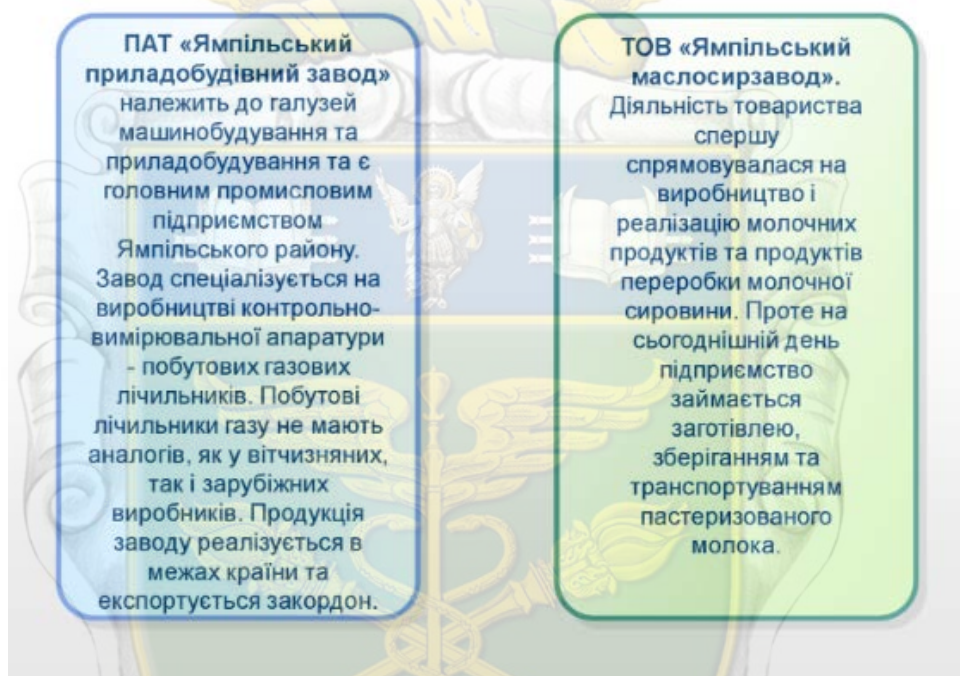 ПАТ «Ямпільський
приладобудівний завод»
належить до галузей
машинобудування та
приладобудування та є
головним промисловим
підприємством
Ямпільського району.
Завод спеціалізується на
виробництві контрольно-
вимірювальної апаратури
- побутових газових
лічильників. Побутові
лічильники газу не мають
аналогів, як у вітчизняних,
так і зарубіжних
виробників. Продукція
заводу реалізується в
межах країни та
експортується закордон.
ТОВ «Ямпільський
маслосирзавод».
Діяльність товариства
спершу
спрямовувалася на
виробництво і
реалізацію молочних
продуктів та продуктів
переробки молочної
сировини. Проте на
сьогоднішній день
підприємство
займається
заготівлею,
зберіганням та
транспортуванням
пастеризованого
молока.